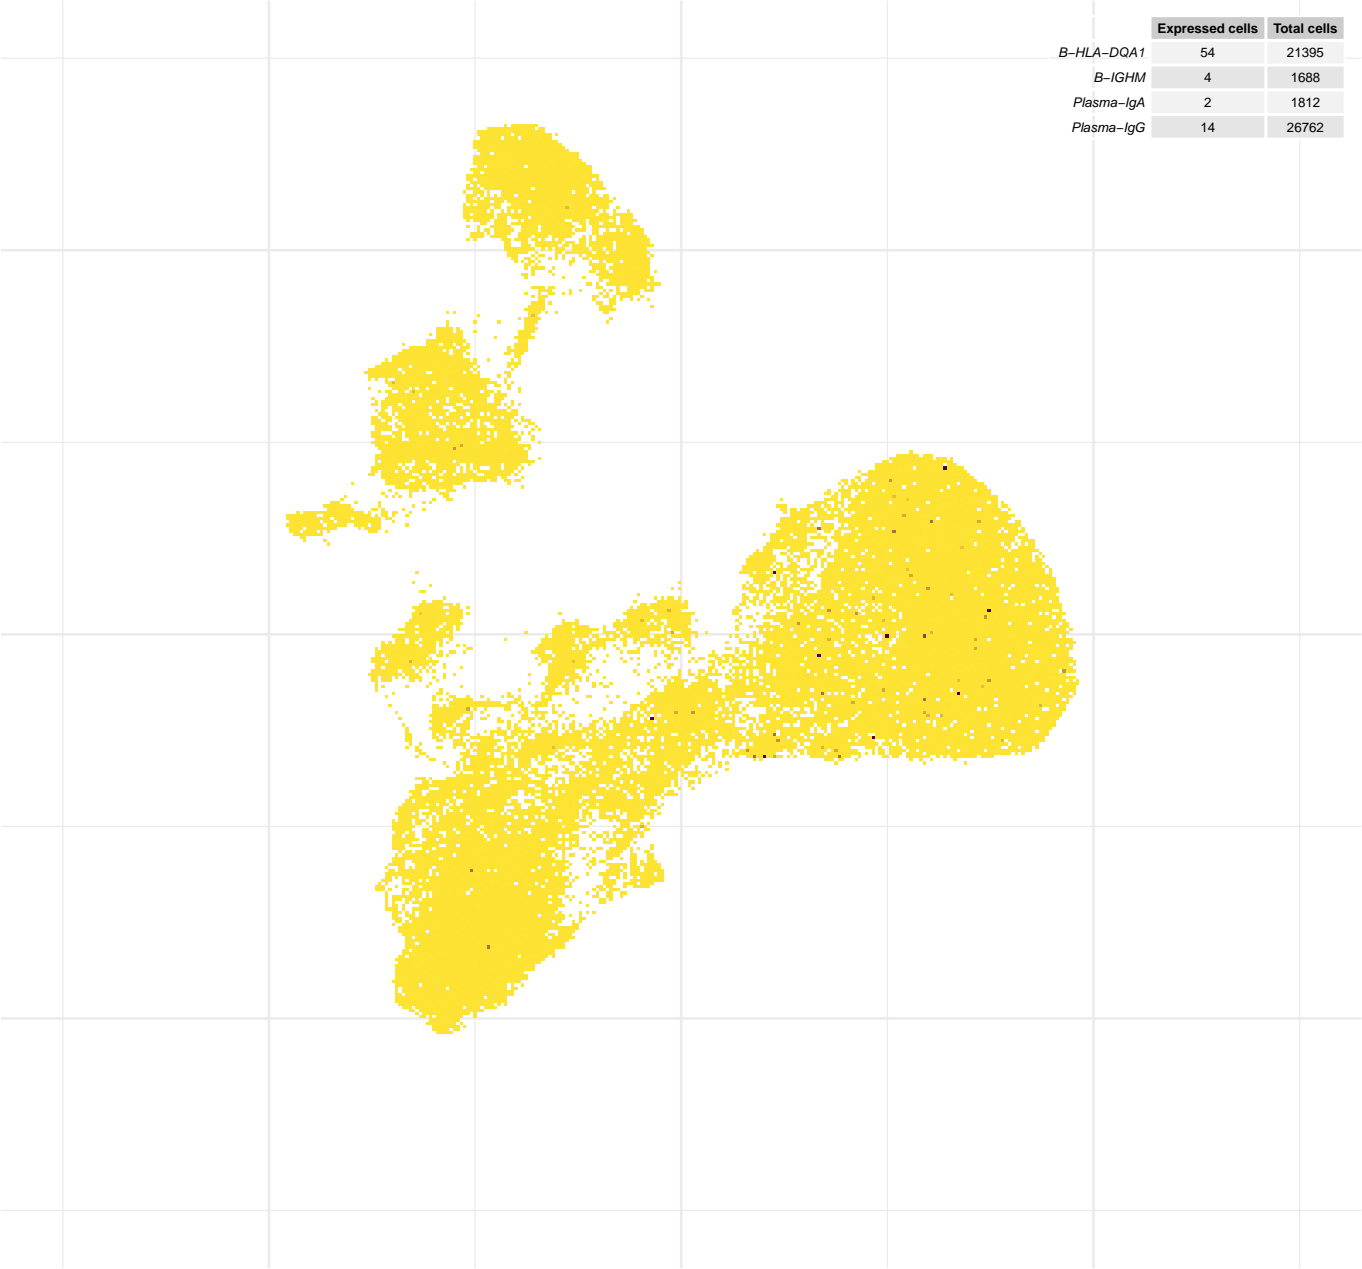 Expressed cells Total cells
B−HLA−DQA1 54 21395
B−IGHM 4 1688
Plasma−IgA 2 1812
Plasma−IgG 14 26762